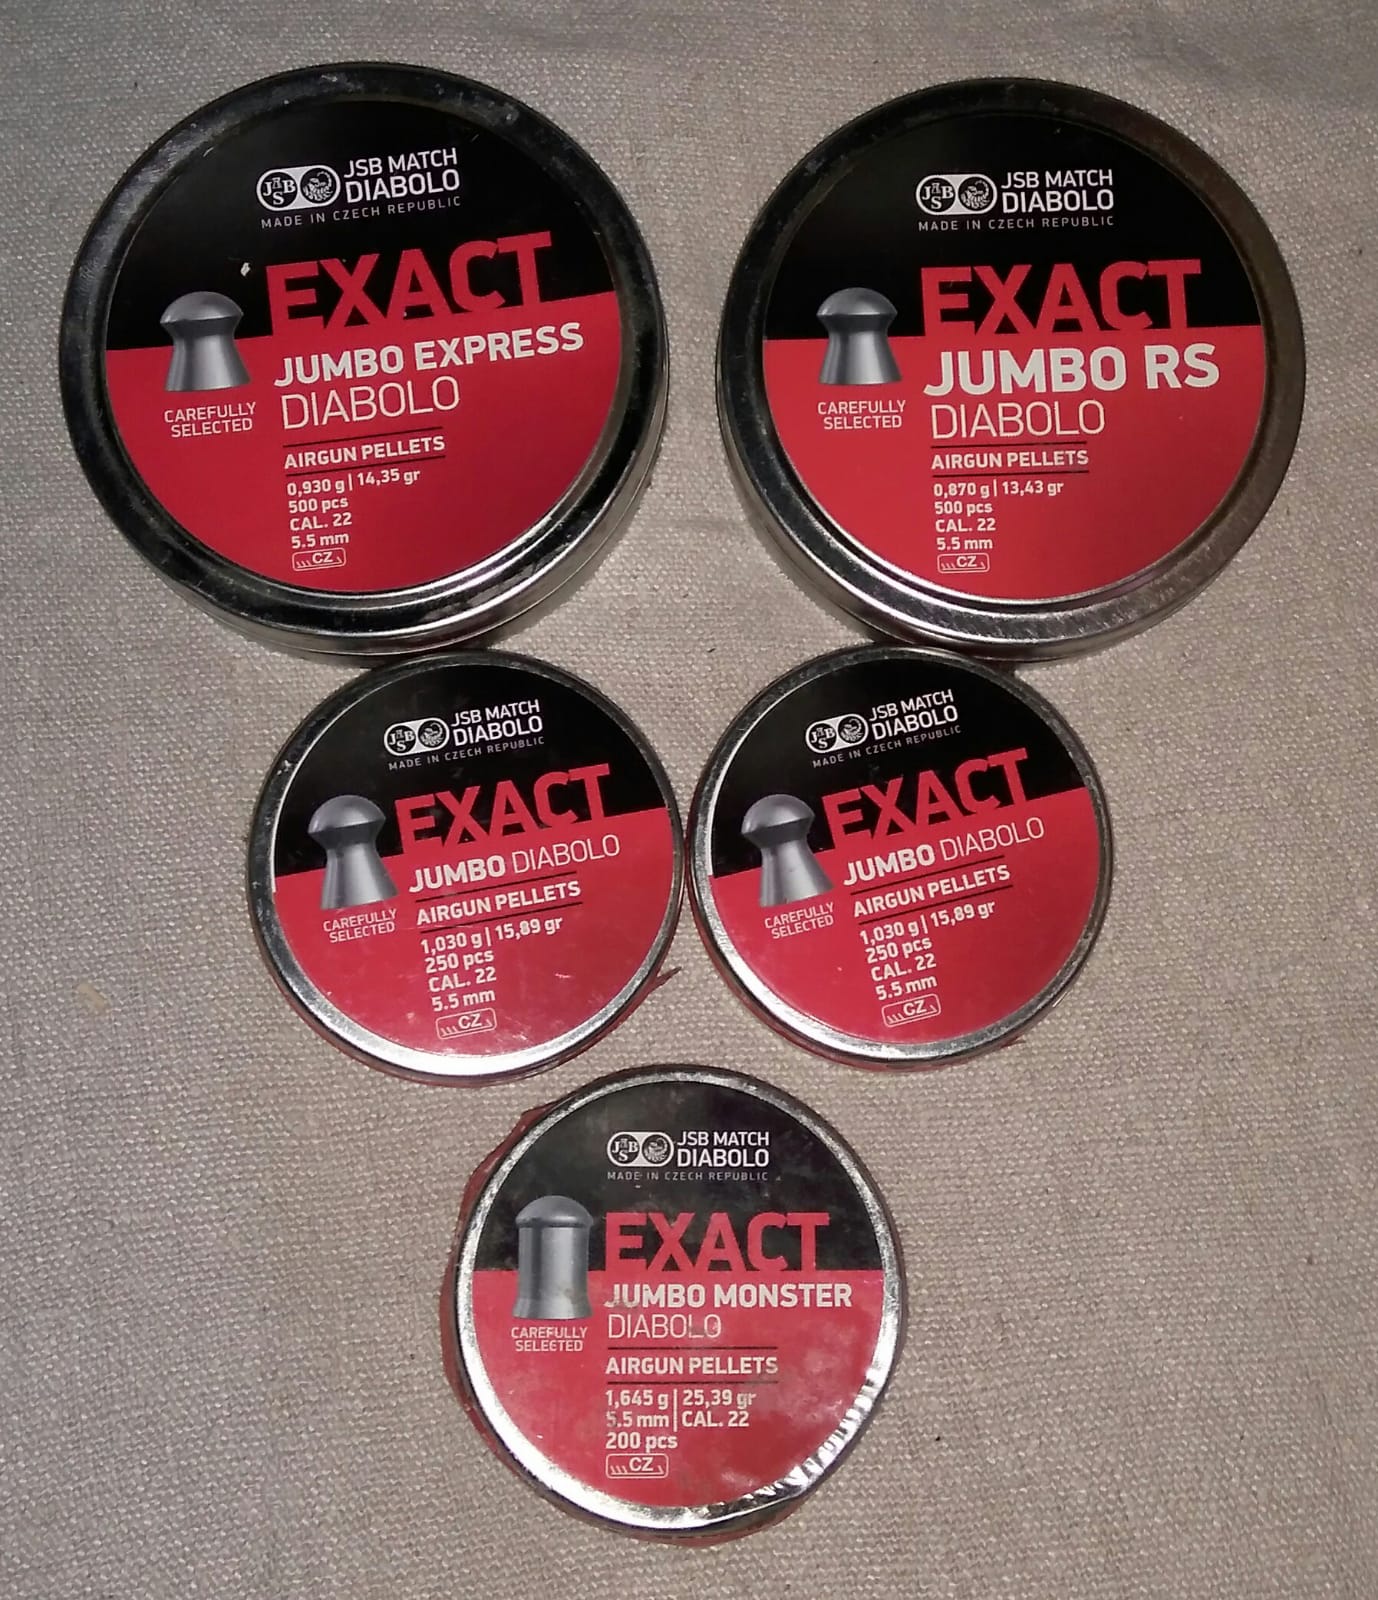 JSB
JSB MATCH
DIABOLO
MADE IN CZECH REPUBLIC
EXACT
JUMBO EXPRESS
DIABOLO
CAREFULLY
SELECTED
AIRGUN PELLETS
0,930 g | 14,35 gr
500 pcs
CAL. 22
5.5 mm
CZ
JSB
JSB MATCH
DIABOLO
MADE IN CZECH REPUBLIC
EXACT
JUMBO RS
DIABOLO
CAREFULLY
SELECTED
AIRGUN PELLETS
0,870 g | 13,43 gr
500 pcs
CAL. 22
5.5 mm
CZ
JSB
JSB MATCH
DIABOLO
MADE IN CZECH REPUBLIC
EXACT
JUMBO DIABOLO
CAREFULLY
SELECTED
AIRGUN PELLETS
1,030 g | 15,89 gr
250 pcs
CAL. 22
5.5 mm
CZ
JSB
JSB MATCH
DIABOLO
MADE IN CZECH REPUBLIC
EXACT
JUMBO DIABOLO
CAREFULLY
SELECTED
AIRGUN PELLETS
1,030 g | 15,89 gr
250 pcs
CAL. 22
5.5 mm
CZ
JSB
JSB MATCH
DIABOLO
MADE IN CZECH REPUBLIC
EXACT
JUMBO MONSTER
DIABOLO
CAREFULLY
SELECTED
AIRGUN PELLETS
1,645 g | 25,39 gr
5.5 mm | CAL. 22
200 pcs
CZ